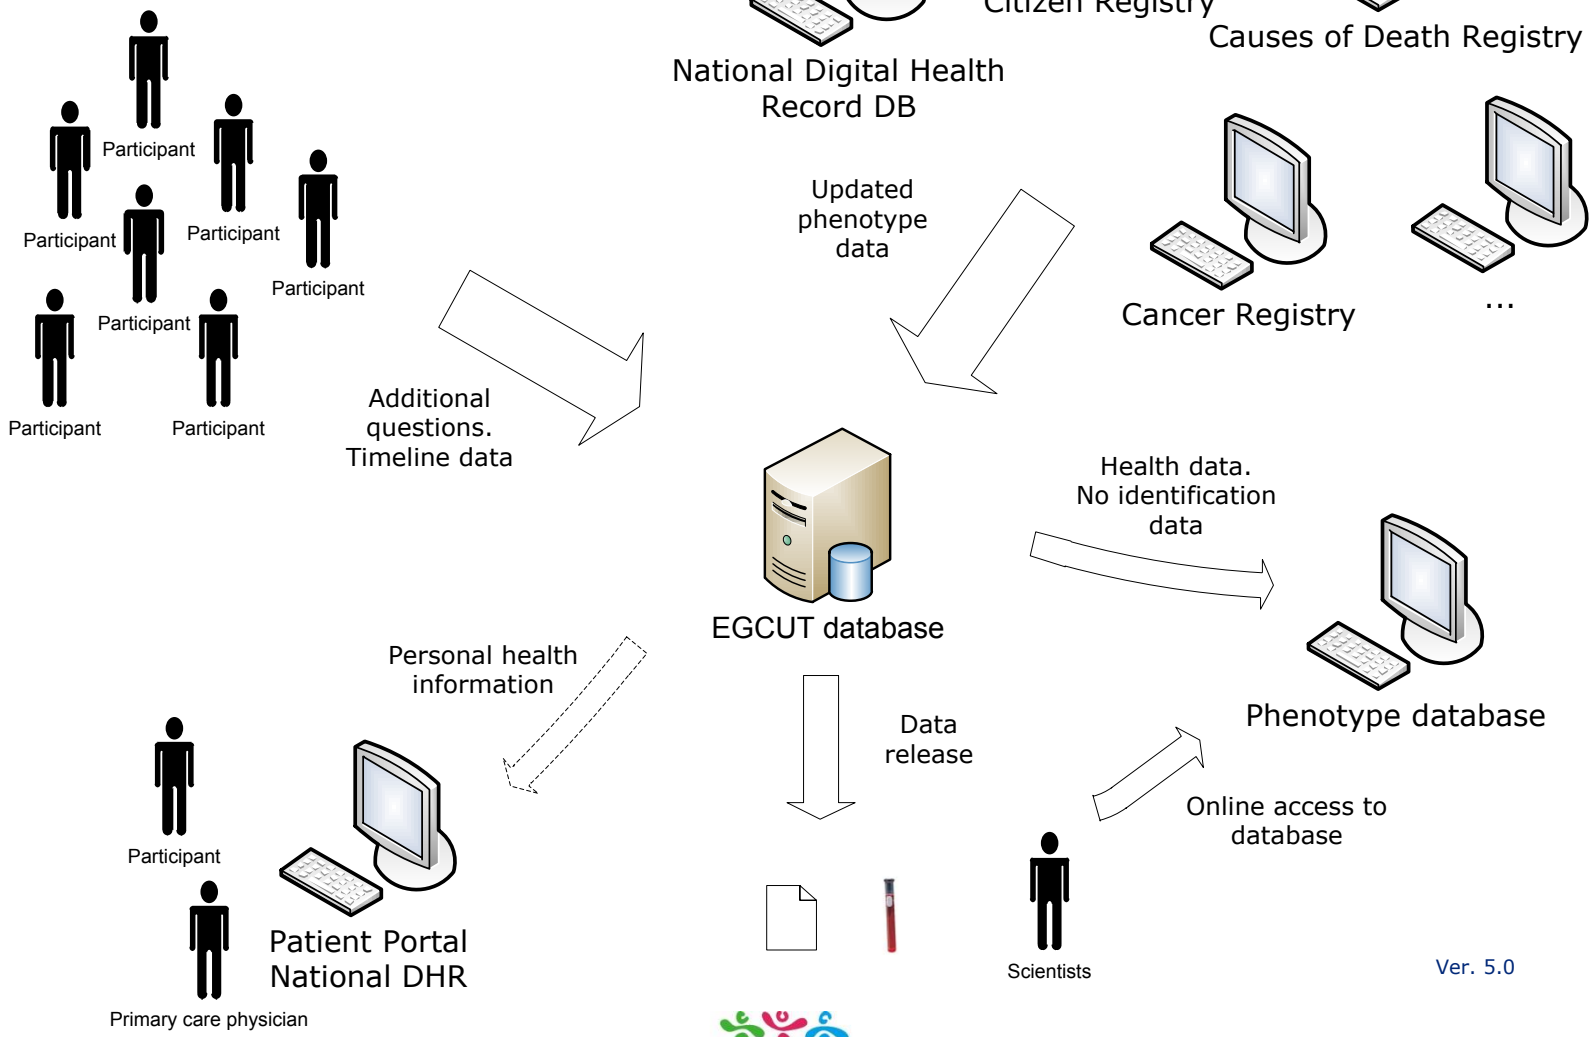 Citizen Registry
Causes of Death Registry
National Digital Health
Record DB
Participant
Participant
Participant
Participant
Participant
Participant
Participant
Updated
phenotype
data
Cancer Registry
...
Additional
questions.
Timeline data
Health data.
No identification
data
EGCUT database
Personal health
information
Phenotype database
Data
release
Online access to
database
Participant
Patient Portal
National DHR
Primary care physician
Scientists
Ver. 5.0